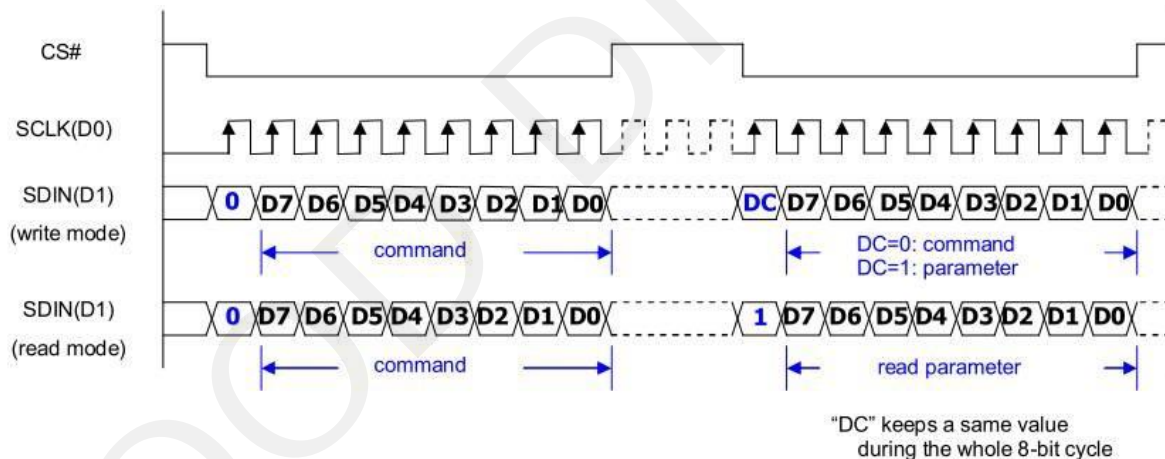 CS#
SCLK(D0)
SDIN(D1) 0 D7 D6 D5 D4 D3 D2 D1 D0 DC D7 D6 D5 D4 D3 D2 D1 D0
(write mode) command DC=0: command
DC=1: parameter
SDIN(D1) 0 D7 D6 D5 D4 D3 D2 D1 D0 1 D7 D6 D5 D4 D3 D2 D1 D0
(read mode) command read parameter
“DC” keeps a same value
during the whole 8-bit cycle